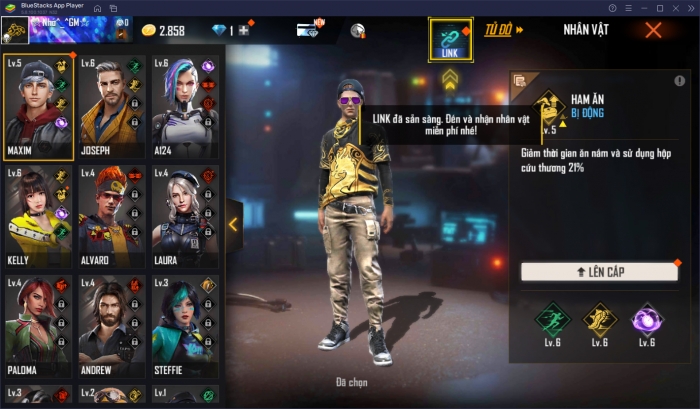 BlueStacks App Player
2.858
1
NEW
LINK
TỦ ĐỒ
NHÂN VẬT
Lv.5
MAXIM
Lv.6
JOSEPH
Lv.6
A124
LINK đã sẵn sàng. Đến và nhận nhân vật
miễn phí nhé!
HAM ĂN
BỊ ĐỘNG
Lv. 5
Giảm thời gian ăn nấm và sử dụng hộp
cứu thương 21%
Lv.6
KELLY
Lv.4
ALVARO
Lv.4
LAURA
LÊN CẤP
Lv.4
PALOMA
Lv.4
ANDREW
Lv.3
STEFFIE
Lv. 6
Lv. 6
Lv. 6
Đã chọn
Lv.3
Lv.2
Lv.1